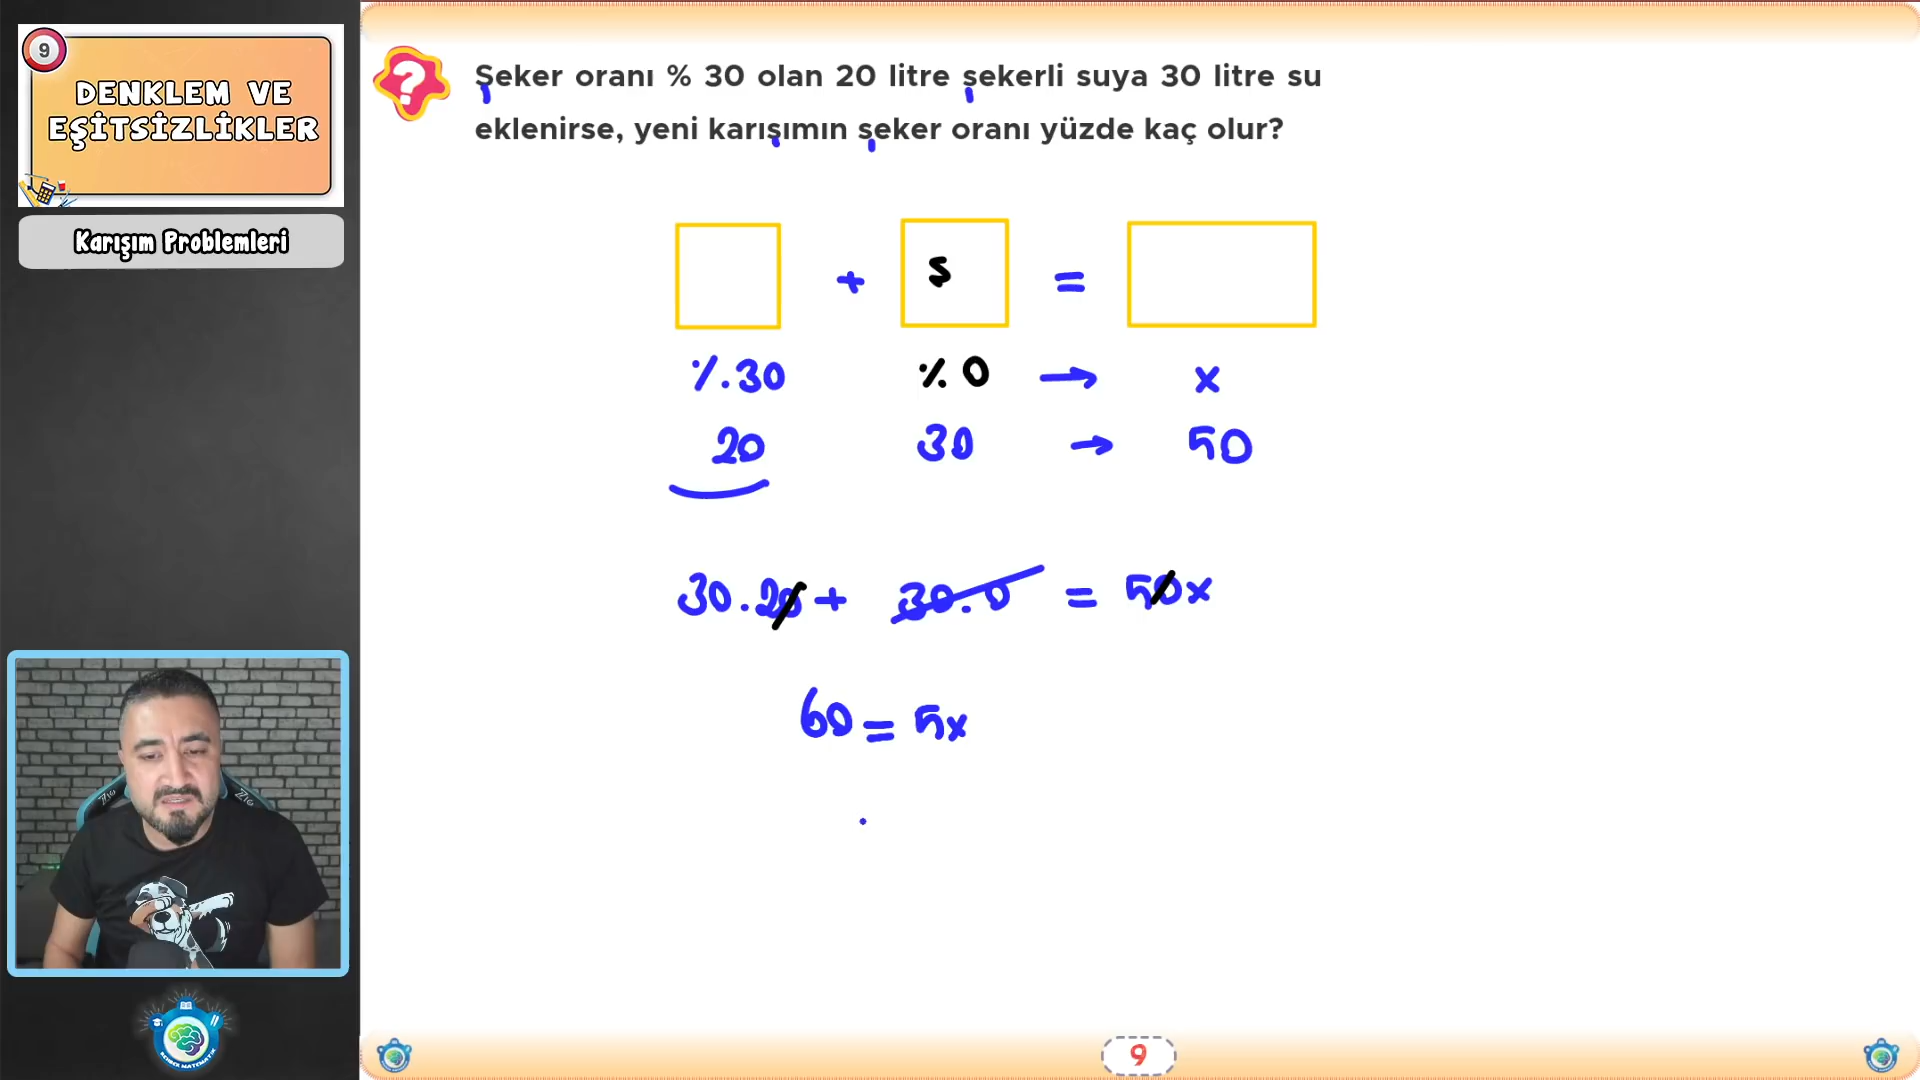 9
DENKLEM VE
EŞİTSİZLİKLER
Karışım Problemleri
Şeker oranı % 30 olan 20 litre şekerli suya 30 litre su
eklenirse, yeni karışımın şeker oranı yüzde kaç olur?
+ ş =
%.30 %0 → x
20 30 → 50
30.20 + 30.0 = 50x
60 = 5x
9